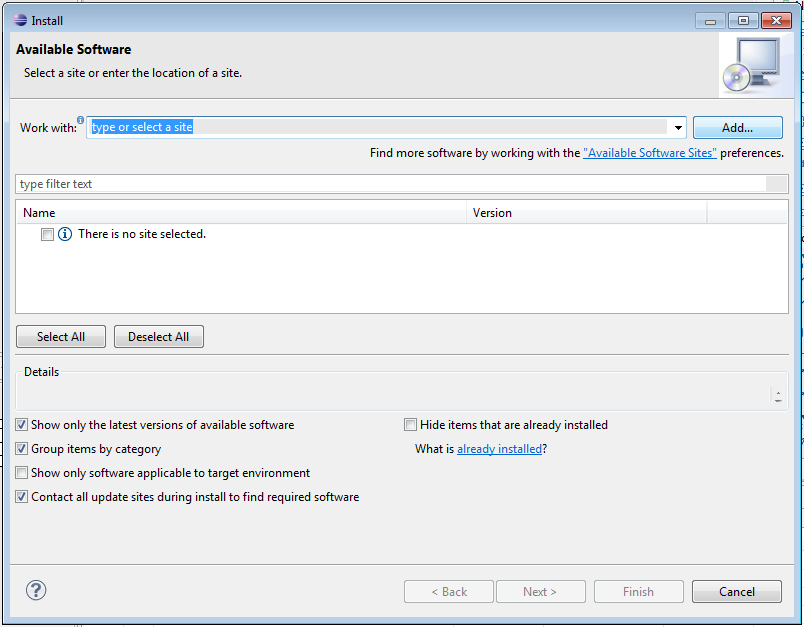 Install
Available Software
Select a site or enter the location of a site.
Work with: type or select a site Add...
Find more software by working with the "Available Software Sites" preferences.
type filter text
Name Version
There is no site selected.
Select All Deselect All
Details
Show only the latest versions of available software Hide items that are already installed
Group items by category What is already installed?
Show only software applicable to target environment
Contact all update sites during install to find required software
? < Back Next > Finish Cancel